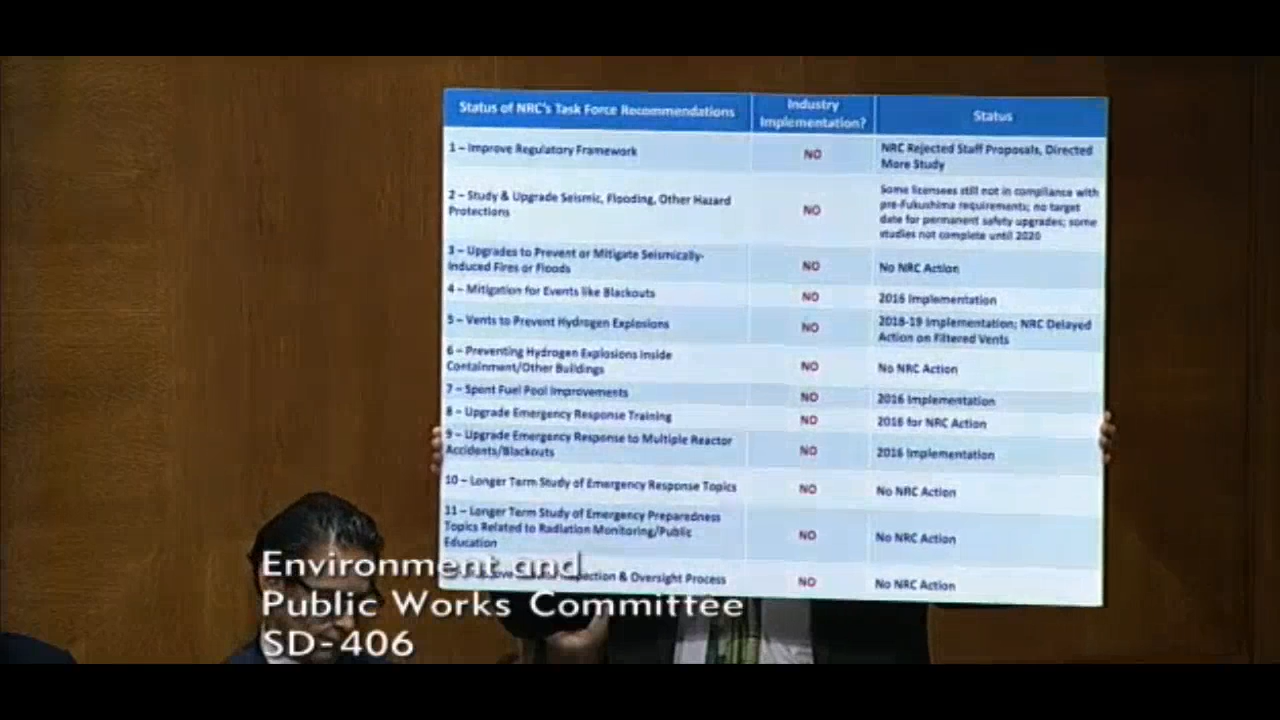 Status of NRC's Task Force Recommendations
Industry
Implementation?
Status
1 – Improve Regulatory Framework
NO
NRC Rejected Staff Proposals, Directed
More Study
2 – Study & Upgrade Seismic, Flooding, Other Hazard
Protections
NO
Some licensees still not in compliance with
pre-Fukushima requirements; no target
date for permanent safety upgrades; some
studies not complete until 2020
3 – Upgrades to Prevent or Mitigate Seismically-
Induced Fires or Floods
NO
No NRC Action
4 – Mitigation for Events like Blackouts
NO
2016 Implementation
5 – Vents to Prevent Hydrogen Explosions
NO
2018-19 Implementation; NRC Delayed
Action on Filtered Vents
6 – Preventing Hydrogen Explosions Inside
Containment/Other Buildings
NO
No NRC Action
7 – Spent Fuel Pool Improvements
NO
2016 Implementation
8 – Upgrade Emergency Response Training
NO
2016 for NRC Action
9 – Upgrade Emergency Response to Multiple Reactor
Accidents/Blackouts
NO
2016 Implementation
10 – Longer Term Study of Emergency Response Topics
NO
No NRC Action
11 – Longer Term Study of Emergency Preparedness
Topics Related to Radiation Monitoring/Public
Education
NO
No NRC Action
& Oversight Process
NO
No NRC Action
Environment and
Public Works Committee
SD-406